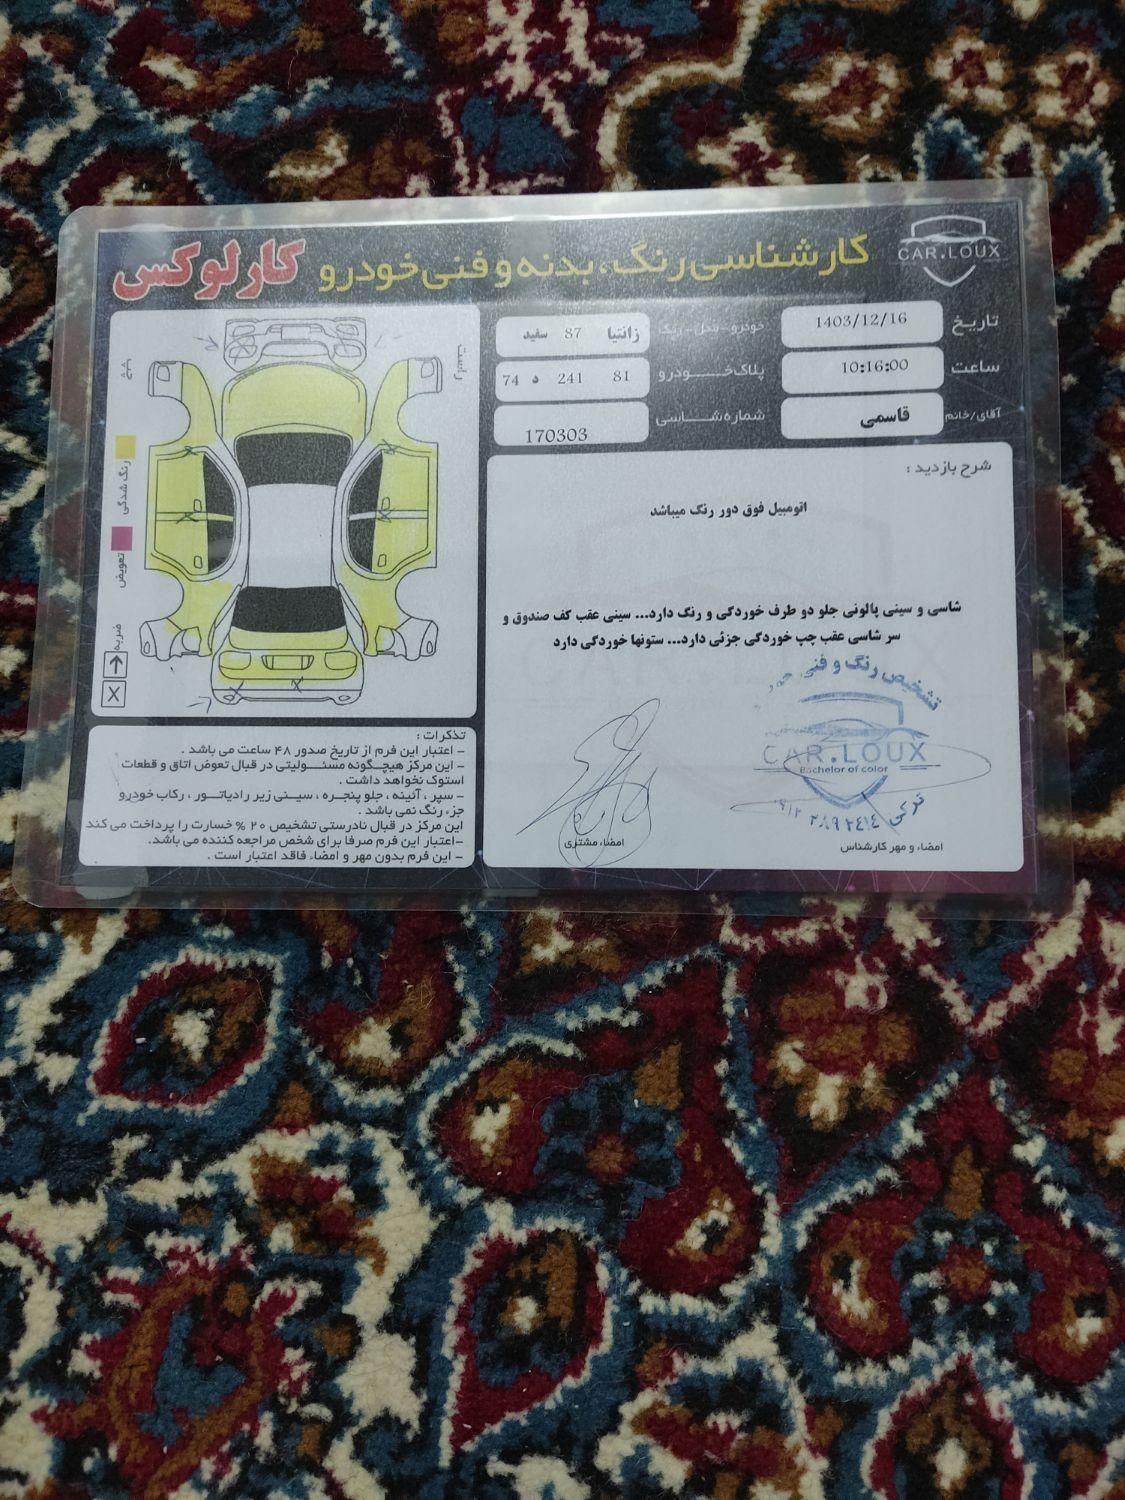 کارشناسی رنگ، بدنه و فنی خودرو کارلوکس
CAR.LOUX
تاریخ 1403/12/16
ساعت 10:16:00
آقای/خانم قاسمی
خودرو-مدل-رنگ زانتیا 87 سفید
پلاک خودرو 81 241 د 74
شماره شاسی 170303
شرح بازدید :
اتومبیل فوق دور رنگ میباشد
شاسی و سینی پالونی جلو دو طرف خوردگی و رنگ دارد... سینی عقب کف صندوق و
سر شاسی عقب چپ خوردگی جزئی دارد... ستونها خوردگی دارد
تشخیص رنگ و فنی
CAR.LOUX
Bachelor of color
ترکی ۰۹۱۲ ۲۸۹ ۲۴۱۴
امضاء و مهر کارشناس
امضاء مشتری
راست
رنگ شدگی
تعویض
ضربه
X
تذکرات :
- اعتبار این فرم از تاریخ صدور ۴۸ ساعت می باشد .
- این مرکز هیچگونه مسئولیتی در قبال تعوض اتاق و قطعات
استوک نخواهد داشت .
- سپر ، آئینه ، جلو پنجره ، سینی زیر رادیاتور ، رکاب خودرو
جزء رنگ نمی باشد .
این مرکز در قبال نادرستی تشخیص ۲۰ % خسارت را پرداخت می کند
-اعتبار این فرم صرفا برای شخص مراجعه کننده می باشد.
- این فرم بدون مهر و امضاء فاقد اعتبار است .